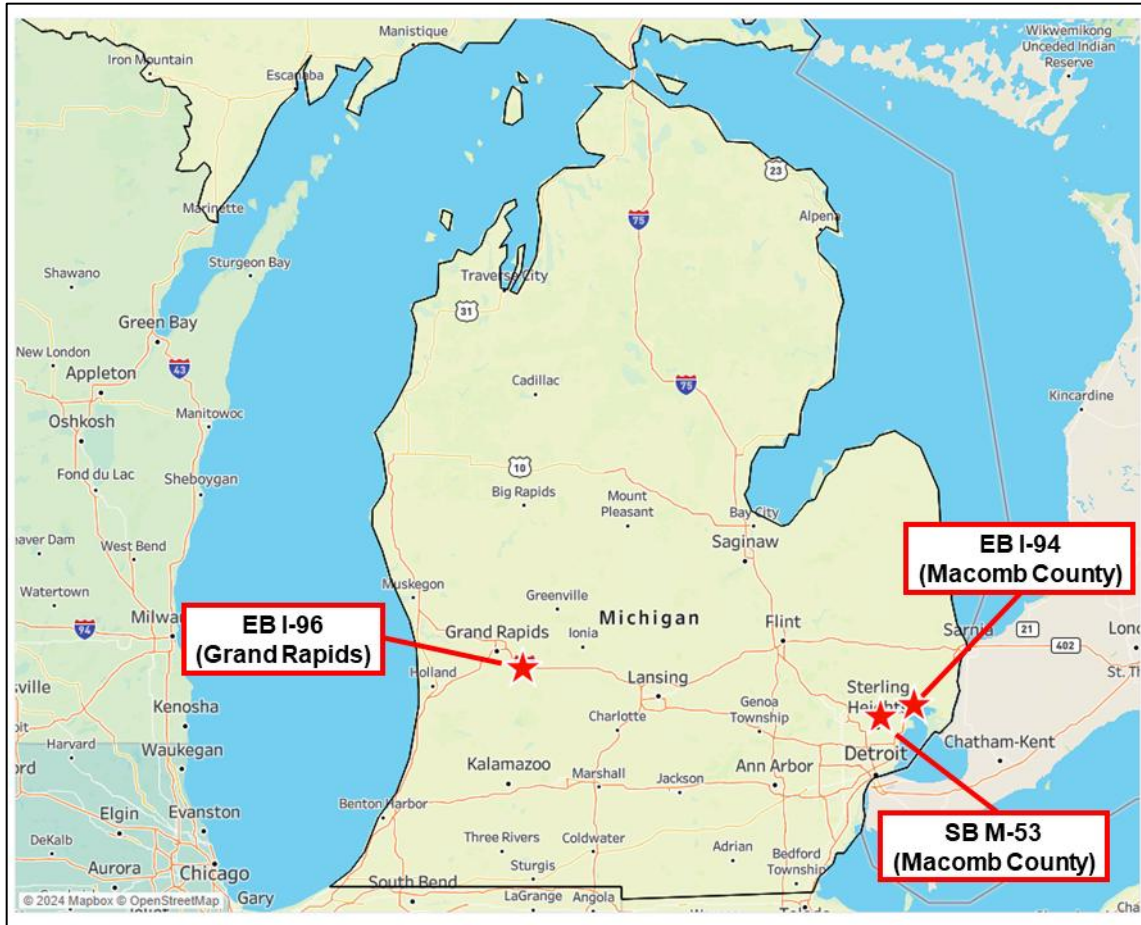 Wikwemikong
Unceded Indian
Reserve
Manistique
Iron Mountain
Escanaba
23
Marinette
Alpena
75
Shawano
Sturgeon Bay
Traverse City
31
Green Bay
New London
43
Appleton
75
Cadillac
Kincardine
Oshkosh
Manitowoc
Fond du Lac
Sheboygan
10
Big Rapids
Mount
Pleasant
Bay City
Saginaw
EB I-94
(Macomb County)
aver Dam
West Bend
Watertown
Muskegon
Greenville
94
Milwa
EB I-96
(Grand Rapids)
Grand Rapids
Ionia
Michigan
Flint
Sarnia
21
402
Lond
Holland
Lansing
St. Th
sville
Kenosha
Sterling
Heights
oit
Genoa
Township
Charlotte
Harvard
Waukegan
Chatham-Kent
ord
Kalamazoo
Marshall
Jackson
Ann Arbor
Detroit
Benton Harbor
Elgin
Evanston
SB M-53
(Macomb County)
DeKalb
Three Rivers
Coldwater
Adrian
Bedford
Township
Aurora
Chicago
Sturgis
South Bend
Gary
LaGrange
Angola
Toledo
Cha
© 2024 Mapbox © OpenStreetMap